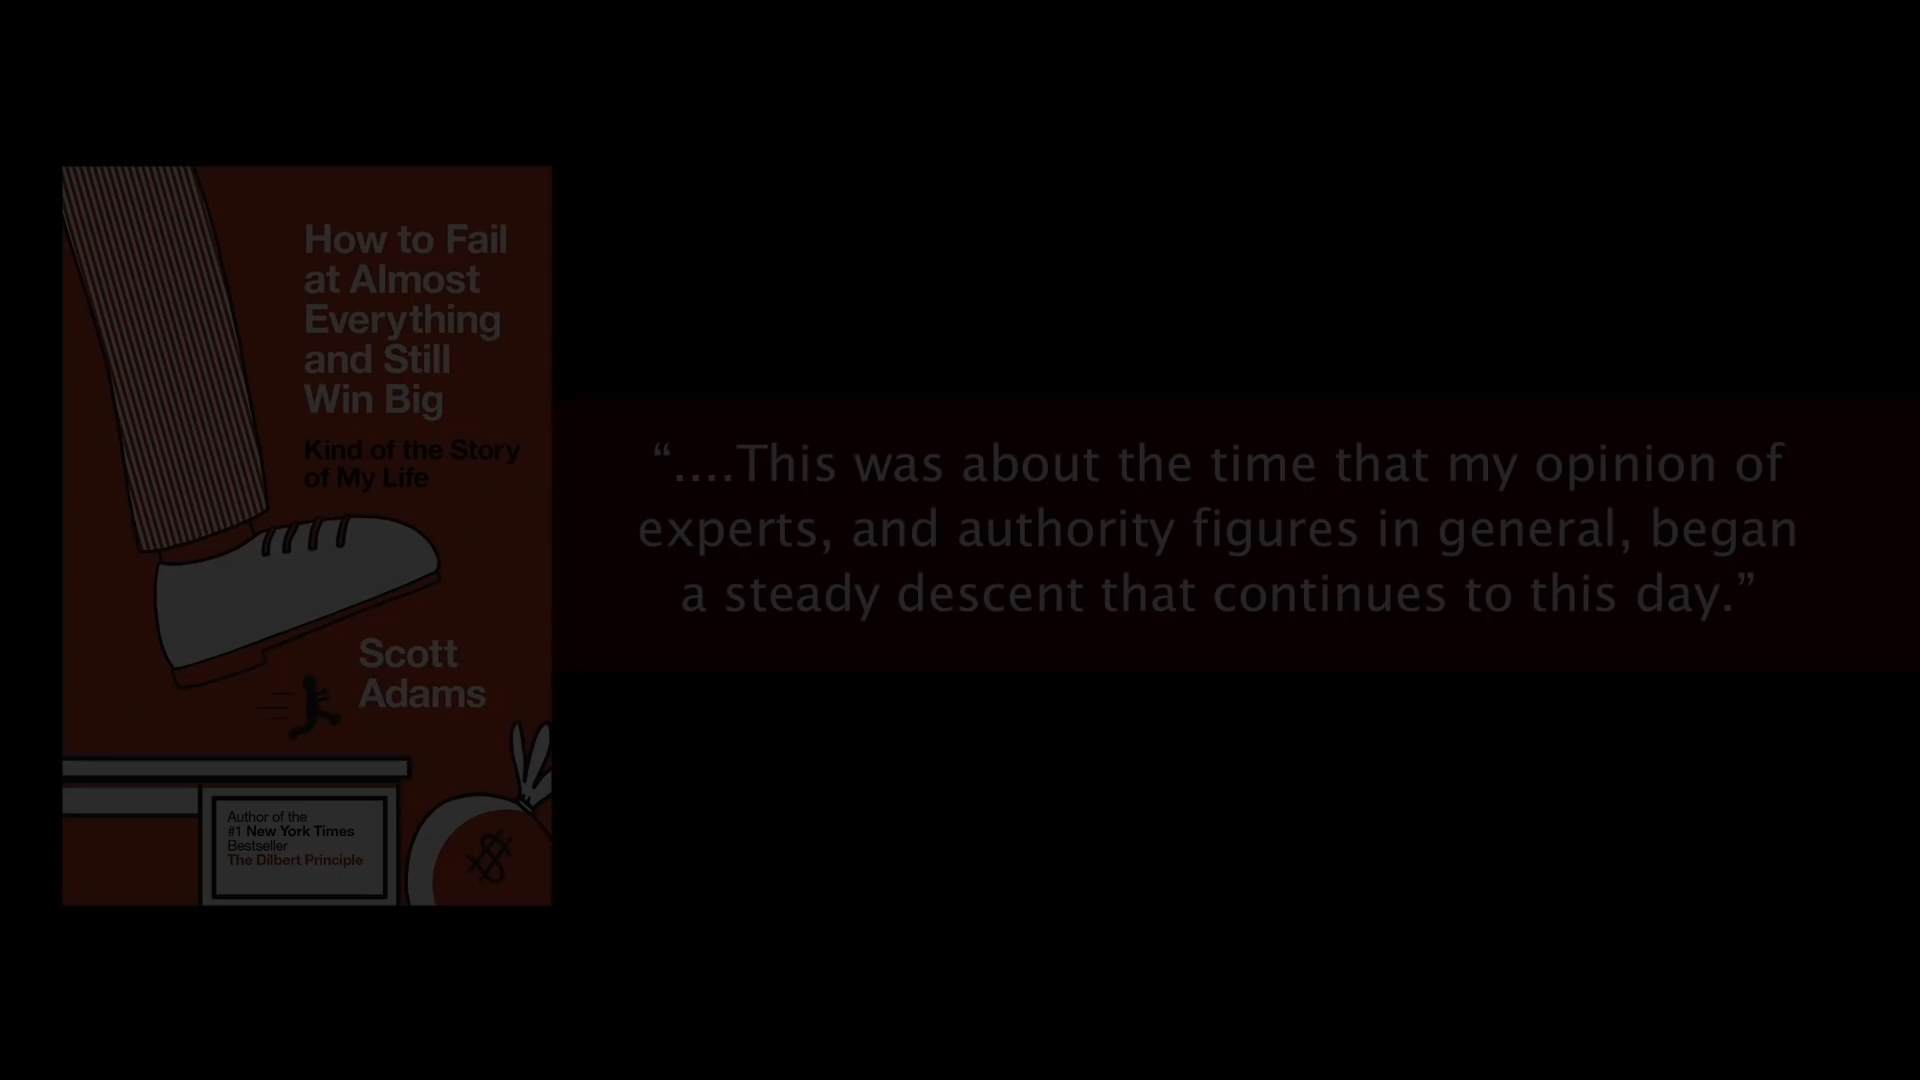 How to Fail
at Almost
Everything
and Still
Win Big
Kind of the Story
of My Life
Scott
Adams
Author of the
#1 New York Times
Bestseller
The Dilbert Principle
“....This was about the time that my opinion of
experts, and authority figures in general, began
a steady descent that continues to this day.”